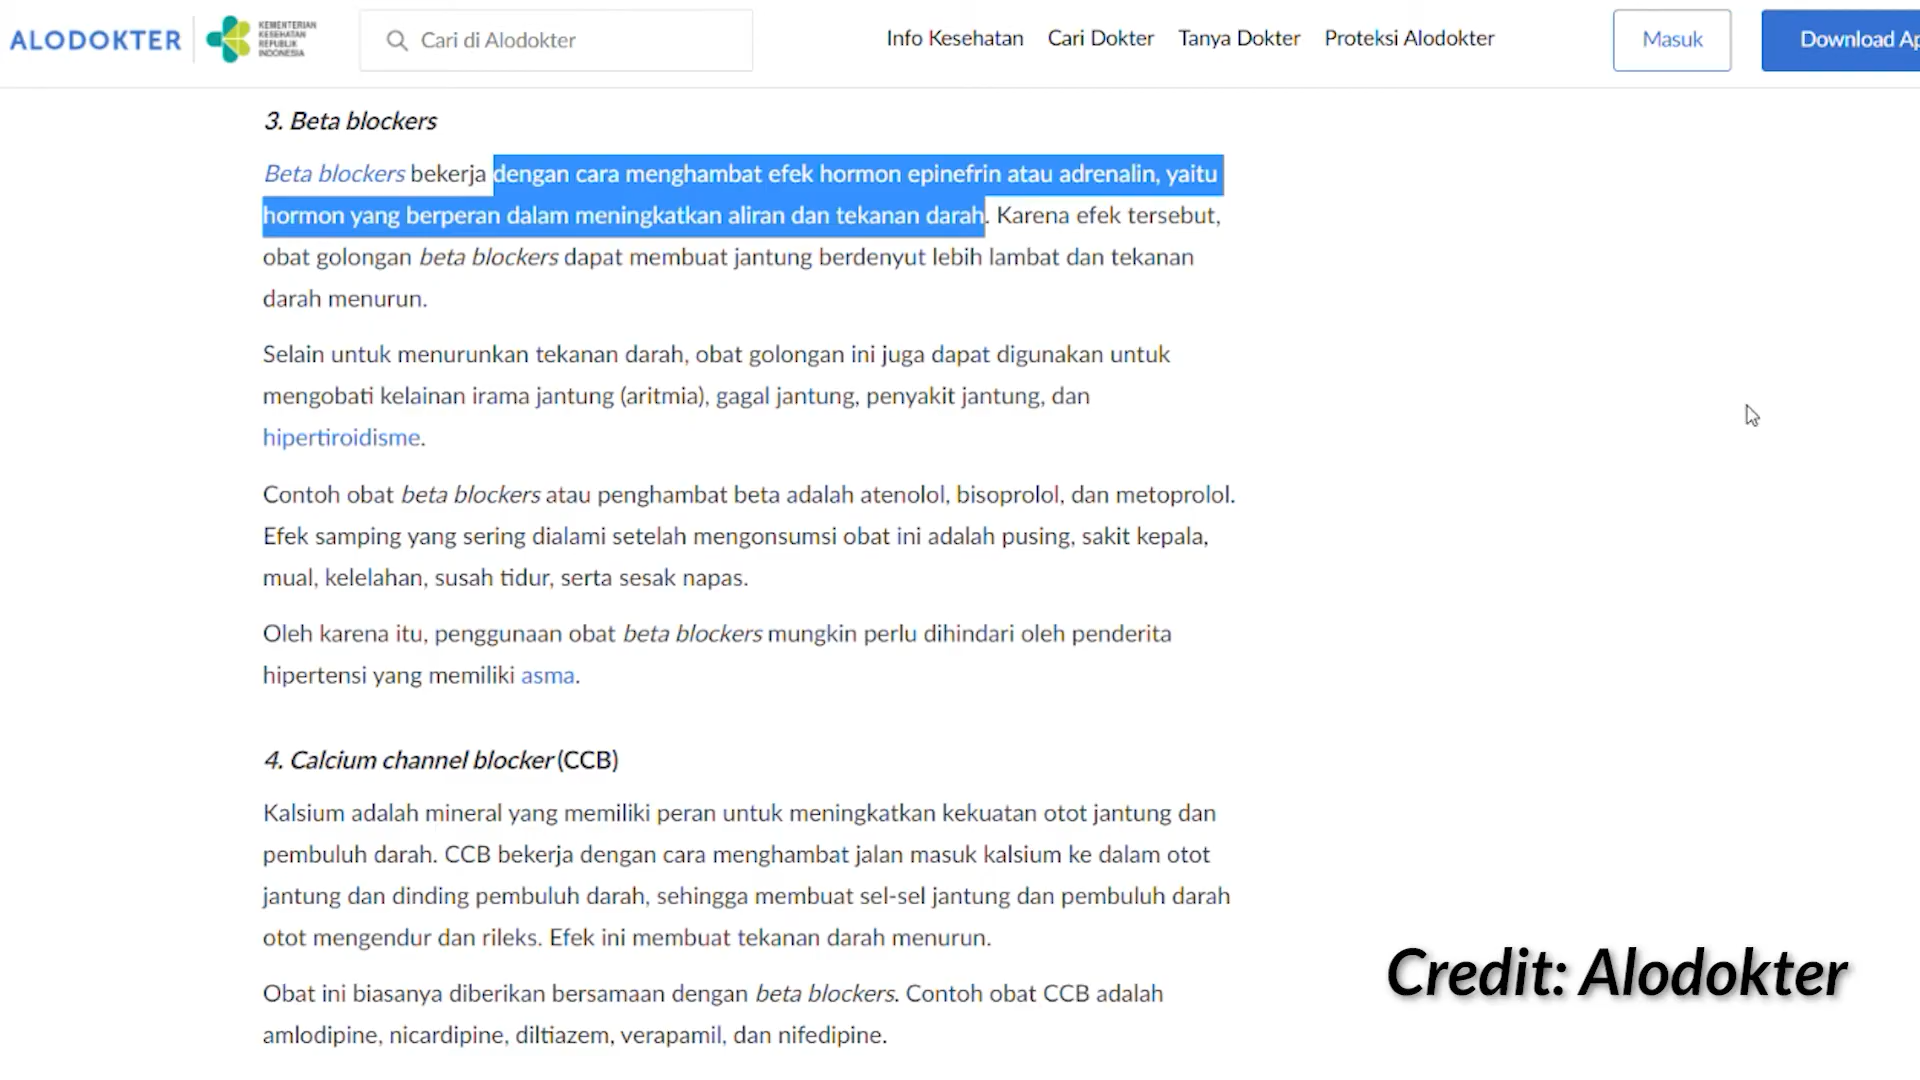 ALODOKTER
KEMENTERIAN
KESEHATAN
REPUBLIK
INDONESIA
Cari di Alodokter
Info Kesehatan
Cari Dokter
Tanya Dokter
Proteksi Alodokter
Masuk
Download Ap
3. Beta blockers
Beta blockers bekerja dengan cara menghambat efek hormon epinefrin atau adrenalin, yaitu
hormon yang berperan dalam meningkatkan aliran dan tekanan darah. Karena efek tersebut,
obat golongan beta blockers dapat membuat jantung berdenyut lebih lambat dan tekanan
darah menurun.
Selain untuk menurunkan tekanan darah, obat golongan ini juga dapat digunakan untuk
mengobati kelainan irama jantung (aritmia), gagal jantung, penyakit jantung, dan
hipertiroidisme.
Contoh obat beta blockers atau penghambat beta adalah atenolol, bisoprolol, dan metoprolol.
Efek samping yang sering dialami setelah mengonsumsi obat ini adalah pusing, sakit kepala,
mual, kelelahan, susah tidur, serta sesak napas.
Oleh karena itu, penggunaan obat beta blockers mungkin perlu dihindari oleh penderita
hipertensi yang memiliki asma.
4. Calcium channel blocker (CCB)
Kalsium adalah mineral yang memiliki peran untuk meningkatkan kekuatan otot jantung dan
pembuluh darah. CCB bekerja dengan cara menghambat jalan masuk kalsium ke dalam otot
jantung dan dinding pembuluh darah, sehingga membuat sel-sel jantung dan pembuluh darah
otot mengendur dan rileks. Efek ini membuat tekanan darah menurun.
Obat ini biasanya diberikan bersamaan dengan beta blockers. Contoh obat CCB adalah
amlodipine, nicardipine, diltiazem, verapamil, dan nifedipine.
Credit: Alodokter